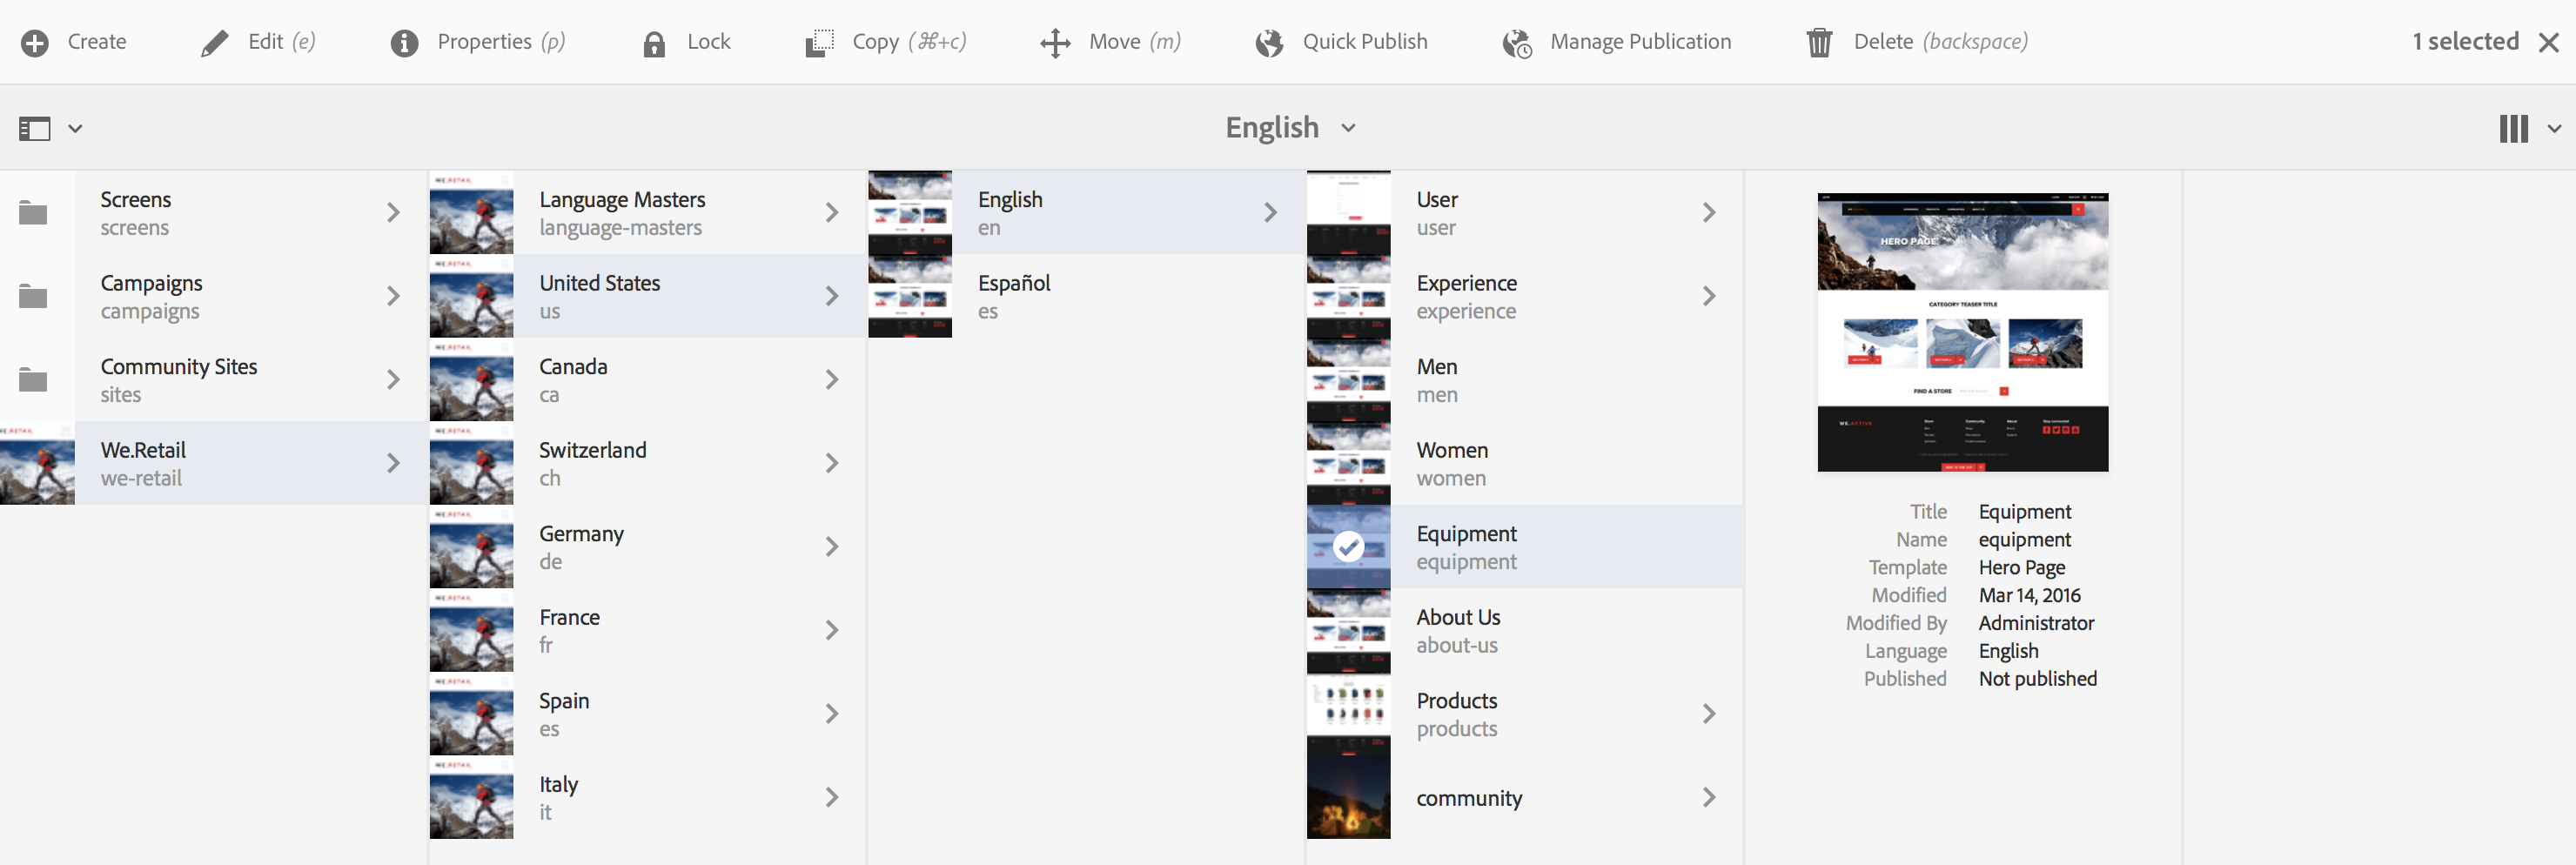 Create
Edit (e)
Properties (p)
Lock
Copy (⌘+c)
Move (m)
Quick Publish
Manage Publication
Delete (backspace)
1 selected
English
Screens
screens
Campaigns
campaigns
Community Sites
sites
We.Retail
we-retail
Language Masters
language-masters
United States
us
Canada
ca
Switzerland
ch
Germany
de
France
fr
Spain
es
Italy
it
English
en
Español
es
User
user
Experience
experience
Men
men
Women
women
Equipment
equipment
About Us
about-us
Products
products
community
HERO PAGE
CATEGORY TEASER TITLE
FIND A STORE
WE.ACTIVE
Title Equipment
Name equipment
Template Hero Page
Modified Mar 14, 2016
Modified By Administrator
Language English
Published Not published